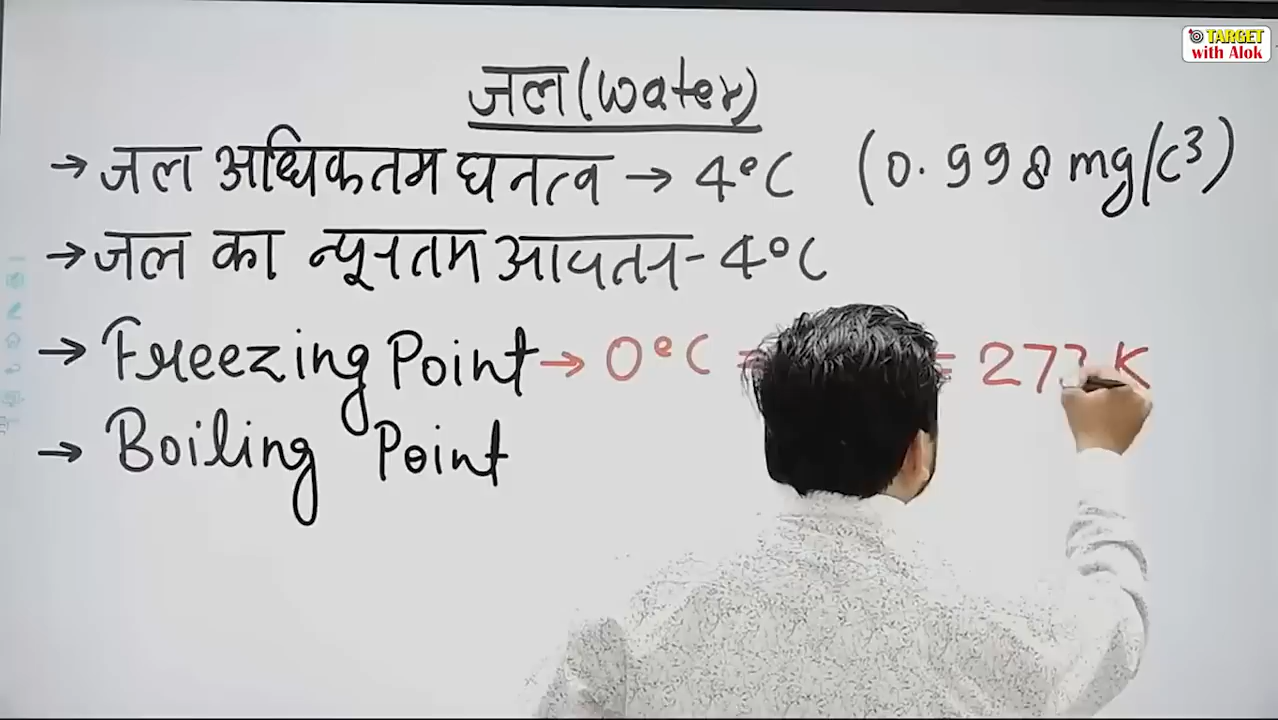 TARGET
with Alok
जल (Water)
→ जल अधिकतम घनत्व → 4°C (0.998 mg/c³)
→ जल का न्यूनतम आयतन - 4°C
→ Freezing Point → 0°C = = 273 K
→ Boiling Point